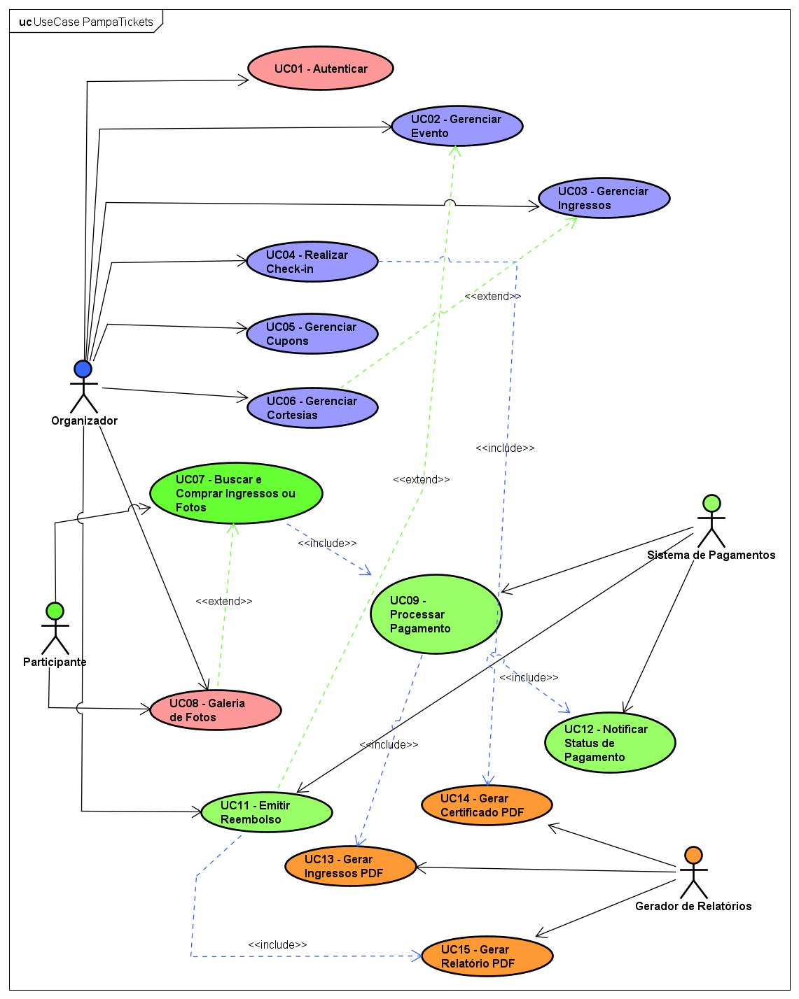 uc UseCase PampaTickets
UC01 - Autenticar
UC02 - Gerenciar
Evento
UC03 - Gerenciar
Ingressos
UC04 - Realizar
Check-in
<<extend>>
UC05 - Gerenciar
Cupons
UC06 - Gerenciar
Cortesias
Organizador
<<include>>
<<extend>>
UC07 - Buscar e
Comprar Ingressos ou
Fotos
<<include>>
Sistema de Pagamentos
<<extend>>
UC09 -
Processar
Pagamento
Participante
<<include>>
UC08 - Galeria
de Fotos
UC12 - Notificar
Status de
Pagamento
<<include>>
UC11 - Emitir
Reembolso
UC14 - Gerar
Certificado PDF
UC13 - Gerar
Ingressos PDF
Gerador de Relatórios
<<include>>
UC15 - Gerar
Relatório PDF